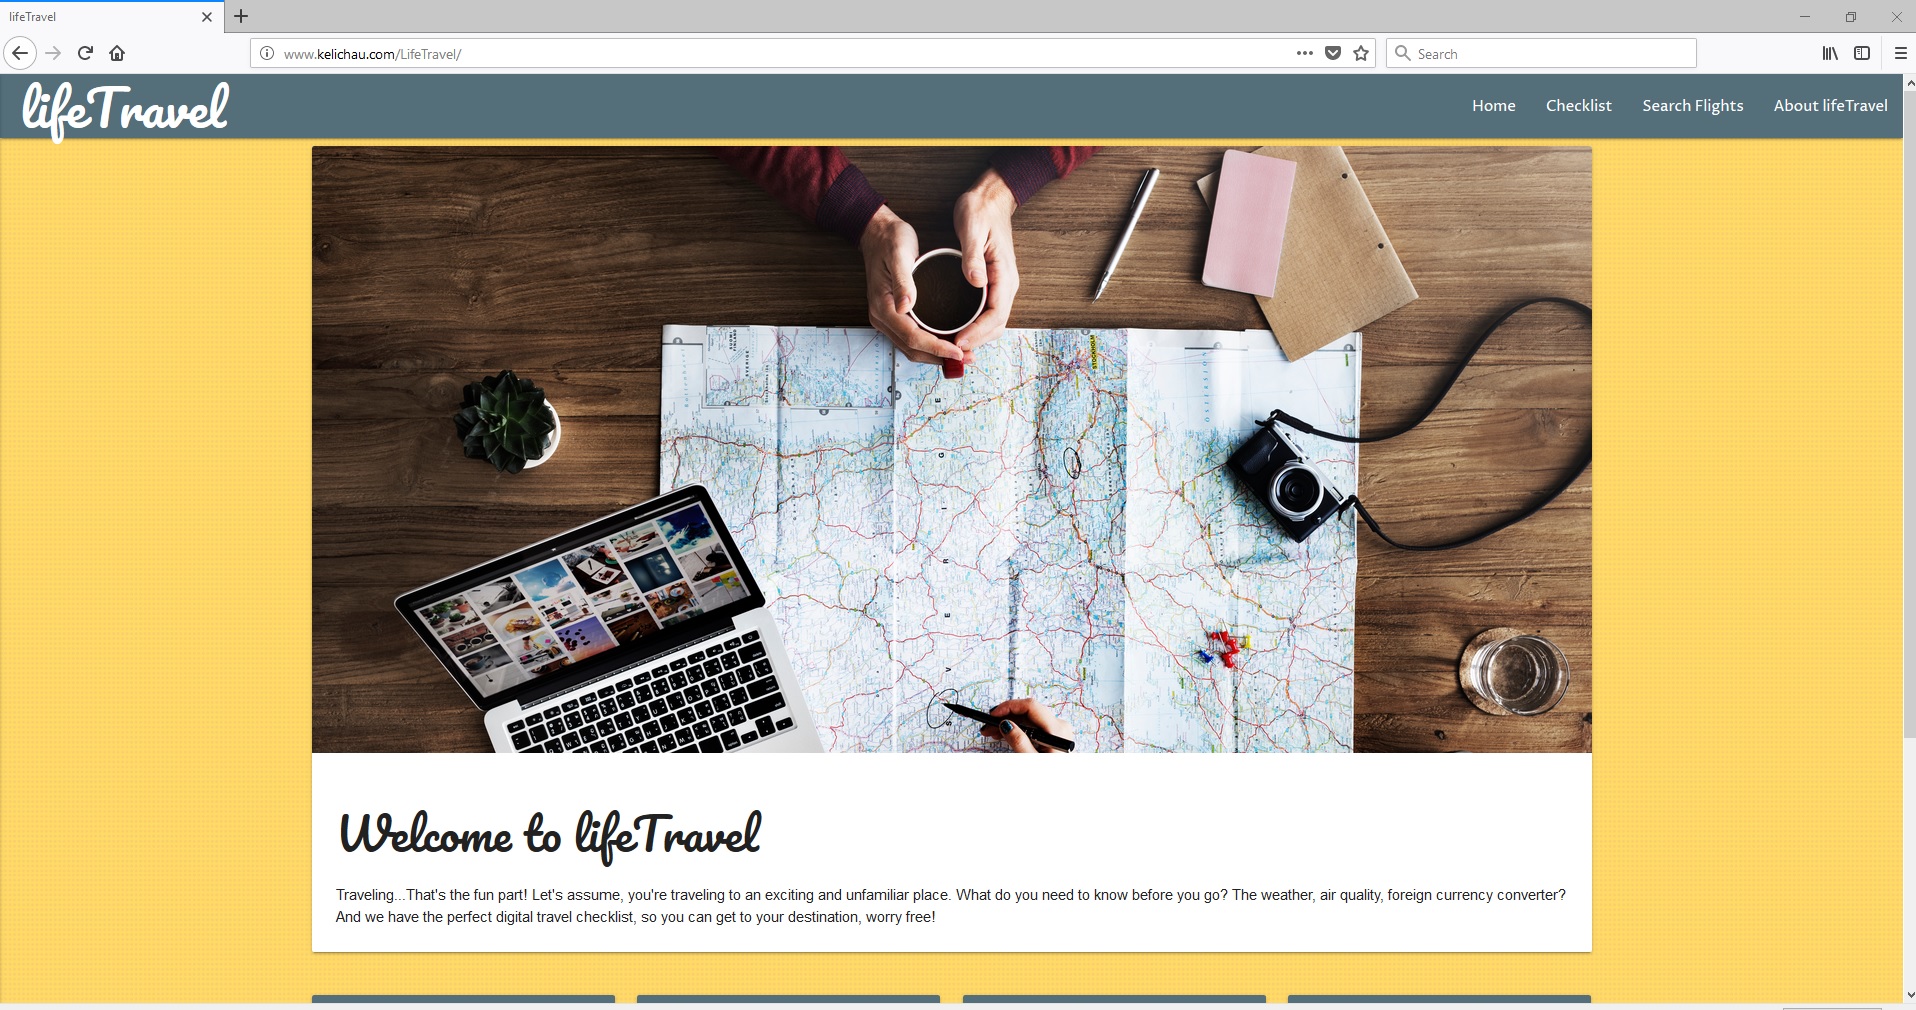 lifeTravel
www.kelichau.com/LifeTravel/
Search
lifeTravel
Home Checklist Search Flights About lifeTravel
STOCKHOLM
S V E R I G E
Welcome to lifeTravel
Traveling...That's the fun part! Let's assume, you're traveling to an exciting and unfamiliar place. What do you need to know before you go? The weather, air quality, foreign currency converter?
And we have the perfect digital travel checklist, so you can get to your destination, worry free!